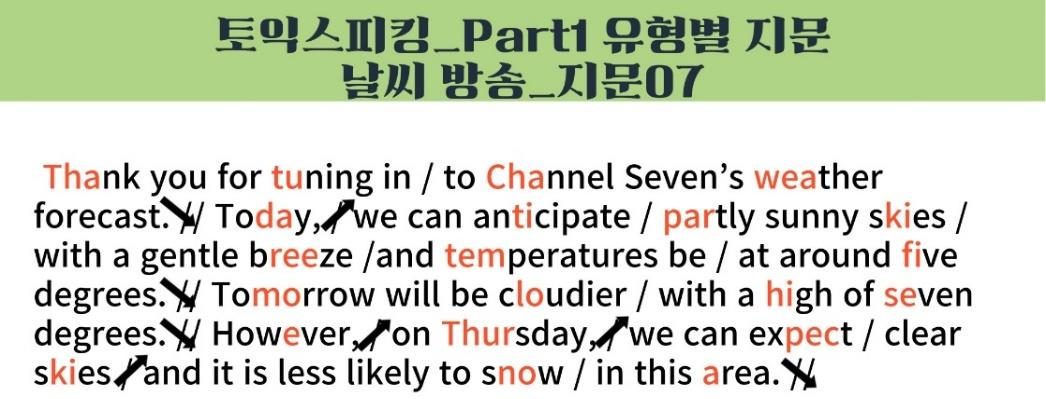 토익스피킹_Part1 유형별 지문
날씨 방송_지문07
Thank you for tuning in / to Channel Seven's weather
forecast.// Today,/ we can anticipate / partly sunny skies /
with a gentle breeze /and temperatures be / at around five
degrees.// Tomorrow will be cloudier / with a high of seven
degrees.// However,/ on Thursday,/ we can expect / clear
skies / and it is less likely to snow / in this area. //